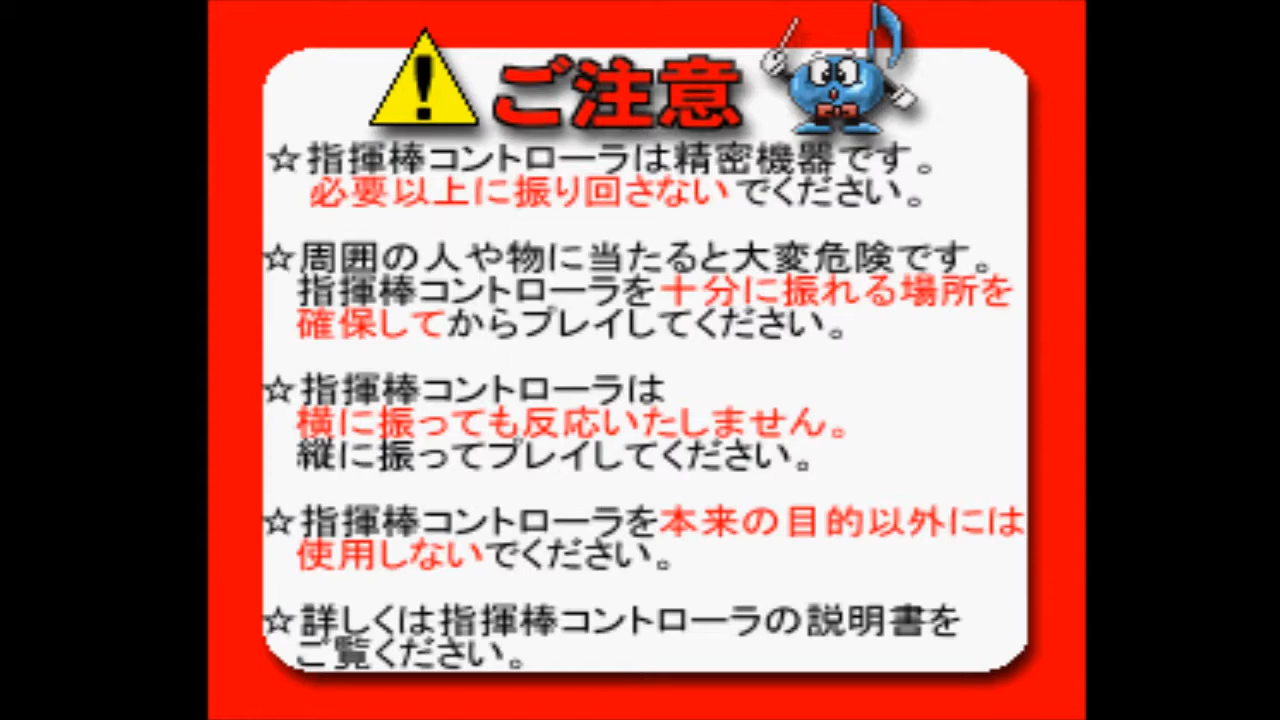 ご注意
☆指揮棒コントローラは精密機器です。
必要以上に振り回さないでください。
☆周囲の人や物に当たると大変危険です。
指揮棒コントローラを十分に振れる場所を
確保してからプレイしてください。
☆指揮棒コントローラは
横に振っても反応いたしません。
縦に振ってプレイしてください。
☆指揮棒コントローラを本来の目的以外には
使用しないでください。
☆詳しくは指揮棒コントローラの説明書を
ご覧ください。